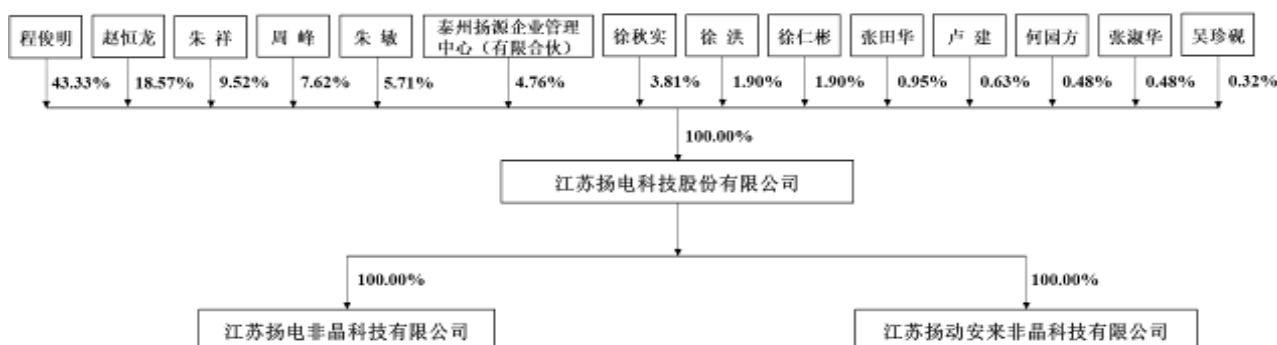 程俊明
赵恒龙
朱 祥
周 峰
朱 敏
泰州扬源企业管理
中心（有限合伙）
徐秋实
徐 洪
徐仁彬
张田华
卢 建
何园方
张淑华
吴珍砚
43.33%
18.57%
9.52%
7.62%
5.71%
4.76%
3.81%
1.90%
1.90%
0.95%
0.63%
0.48%
0.48%
0.32%
100.00%
江苏扬电科技股份有限公司
100.00%
100.00%
江苏扬电非晶科技有限公司
江苏扬动安来非晶科技有限公司